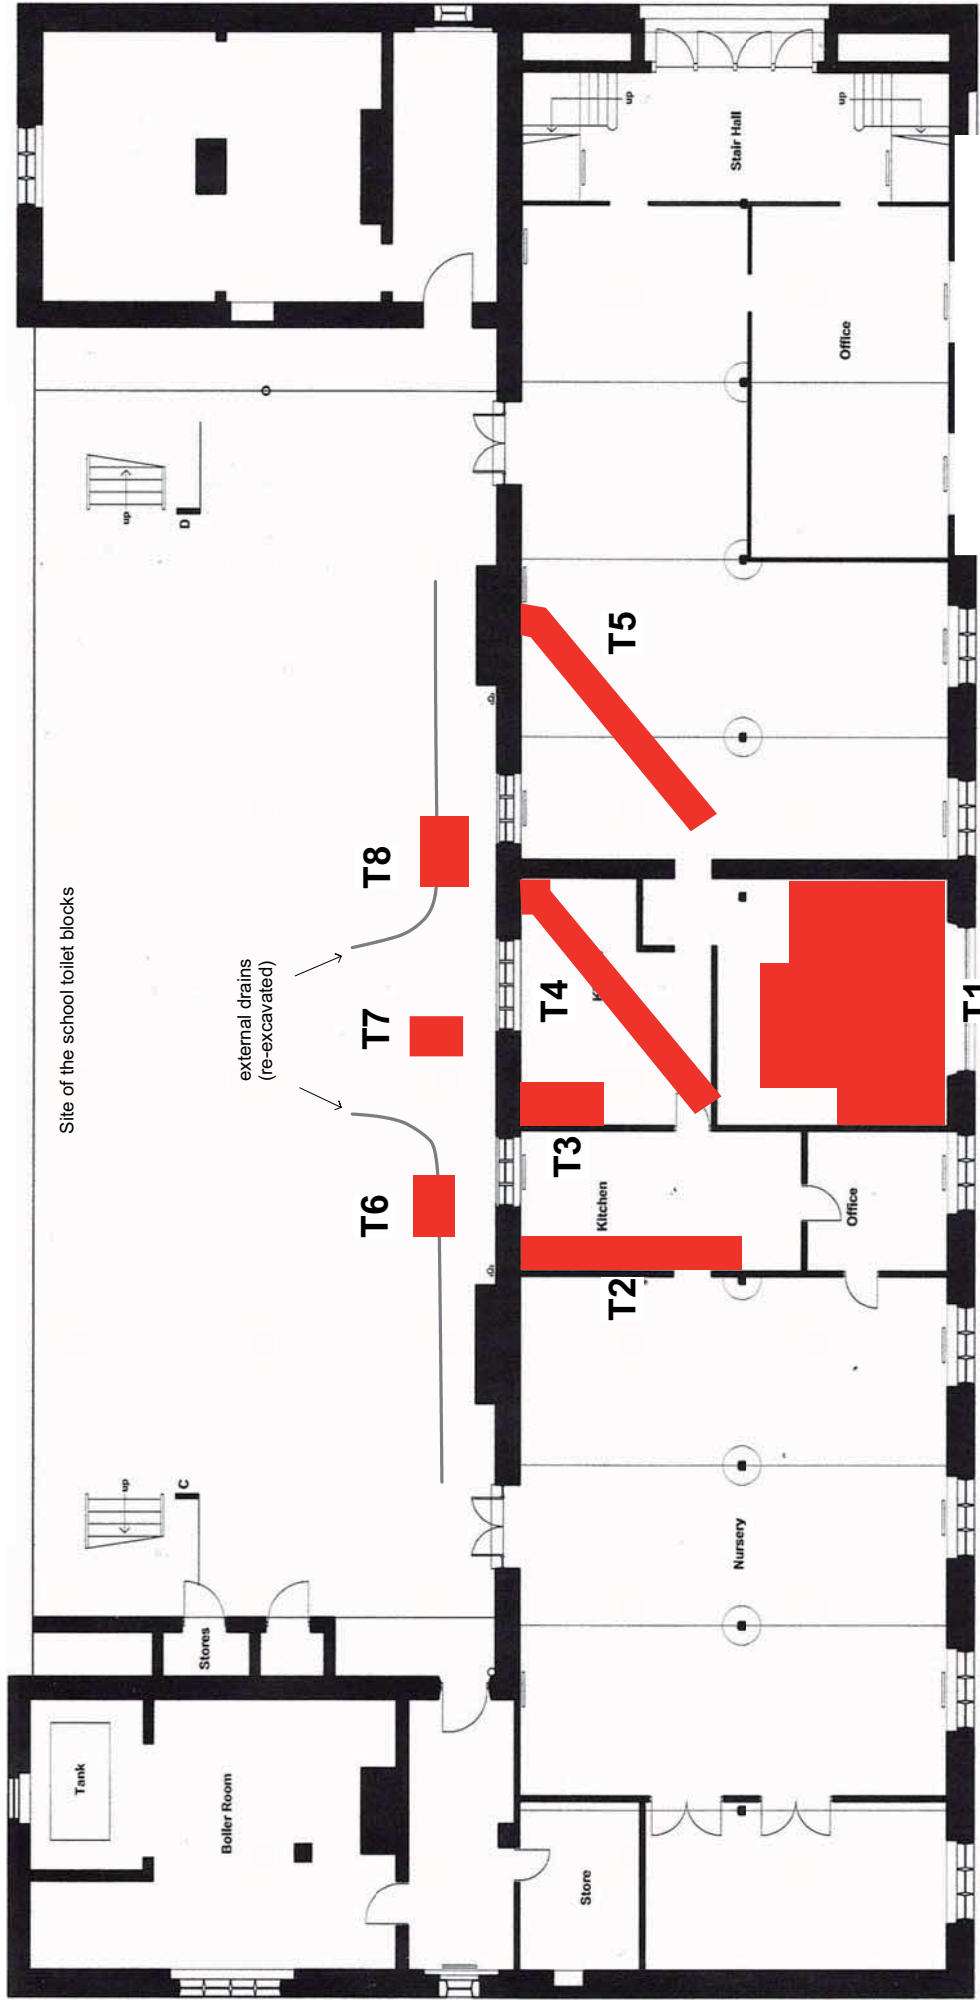 Site of the school toilet blocks
external drains
(re-excavated)
Tank
Boiler Room
Stores
up
C
up
D
T6
T7
T8
Store
Nursery
T2
Kitchen
T3
Office
T4
K
T1
T5
Office
Stair Hall
up
up